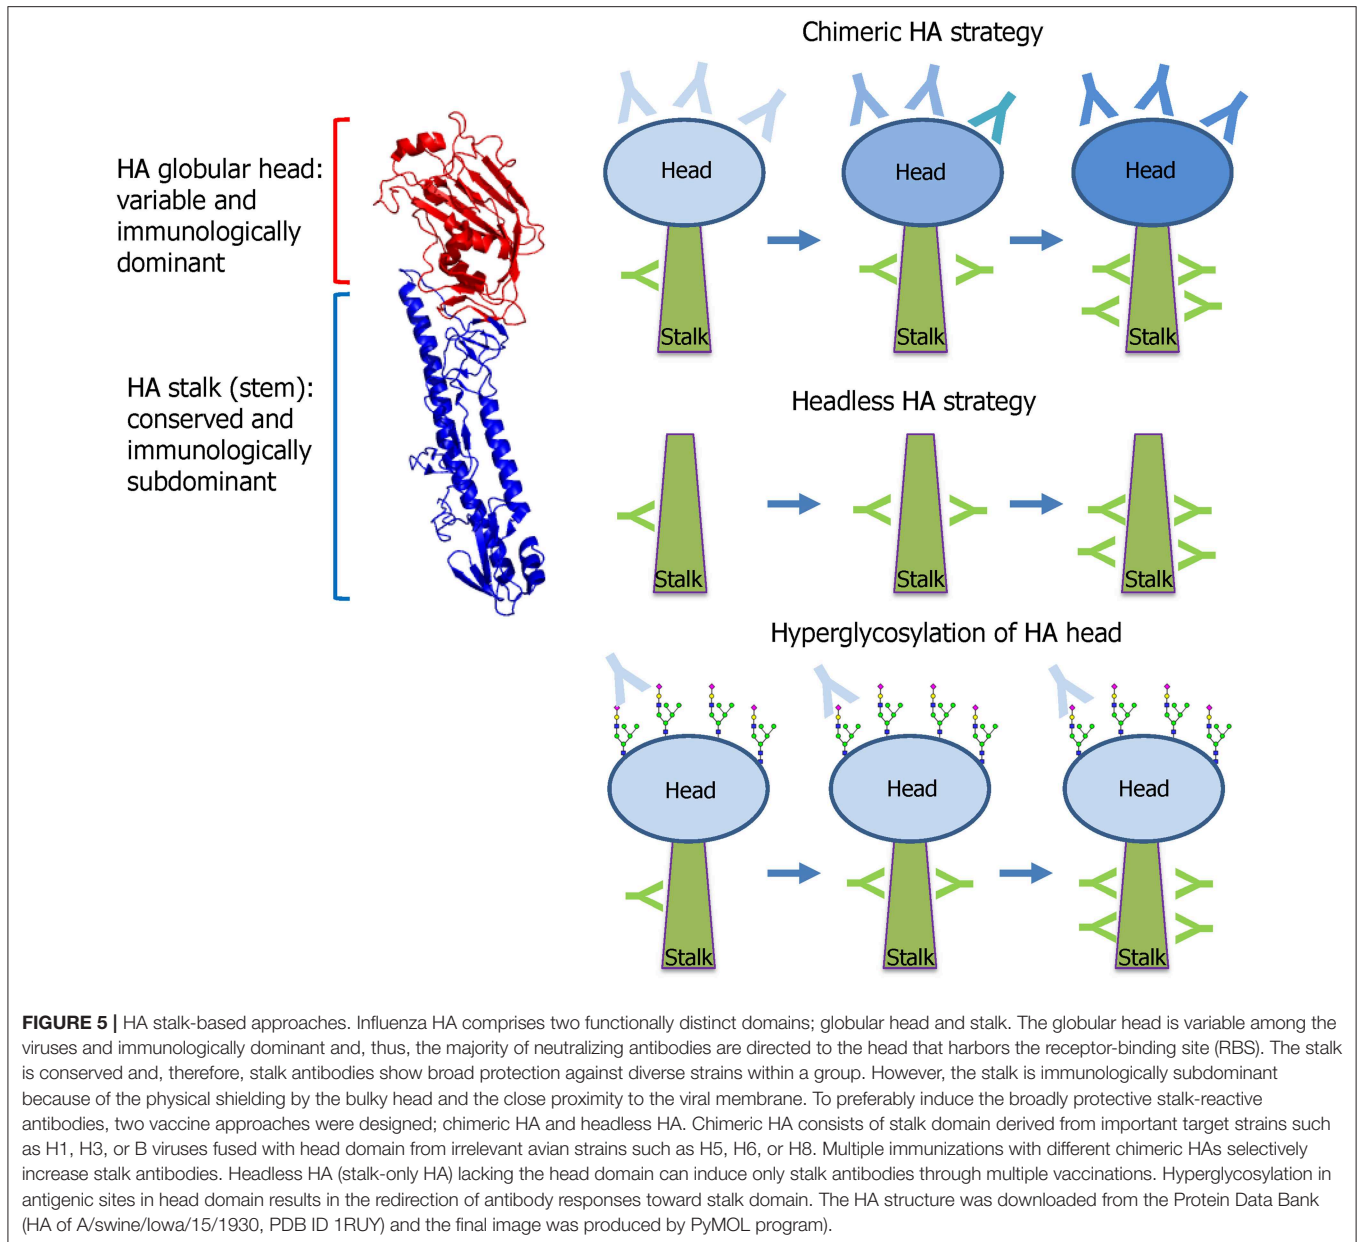 Chimeric HA strategy
HA globular head:
variable and
immunologically
dominant
HA stalk (stem):
conserved and
immunologically
subdominant
Head
Head
Head
Stalk
Stalk
Stalk
Headless HA strategy
Stalk
Stalk
Stalk
Hyperglycosylation of HA head
Head
Head
Head
Stalk
Stalk
Stalk
FIGURE 5 | HA stalk-based approaches. Influenza HA comprises two functionally distinct domains; globular head and stalk. The globular head is variable among the
viruses and immunologically dominant and, thus, the majority of neutralizing antibodies are directed to the head that harbors the receptor-binding site (RBS). The stalk
is conserved and, therefore, stalk antibodies show broad protection against diverse strains within a group. However, the stalk is immunologically subdominant
because of the physical shielding by the bulky head and the close proximity to the viral membrane. To preferably induce the broadly protective stalk-reactive
antibodies, two vaccine approaches were designed; chimeric HA and headless HA. Chimeric HA consists of stalk domain derived from important target strains such
as H1, H3, or B viruses fused with head domain from irrelevant avian strains such as H5, H6, or H8. Multiple immunizations with different chimeric HAs selectively
increase stalk antibodies. Headless HA (stalk-only HA) lacking the head domain can induce only stalk antibodies through multiple vaccinations. Hyperglycosylation in
antigenic sites in head domain results in the redirection of antibody responses toward stalk domain. The HA structure was downloaded from the Protein Data Bank
(HA of A/swine/Iowa/15/1930, PDB ID 1RUY) and the final image was produced by PyMOL program).